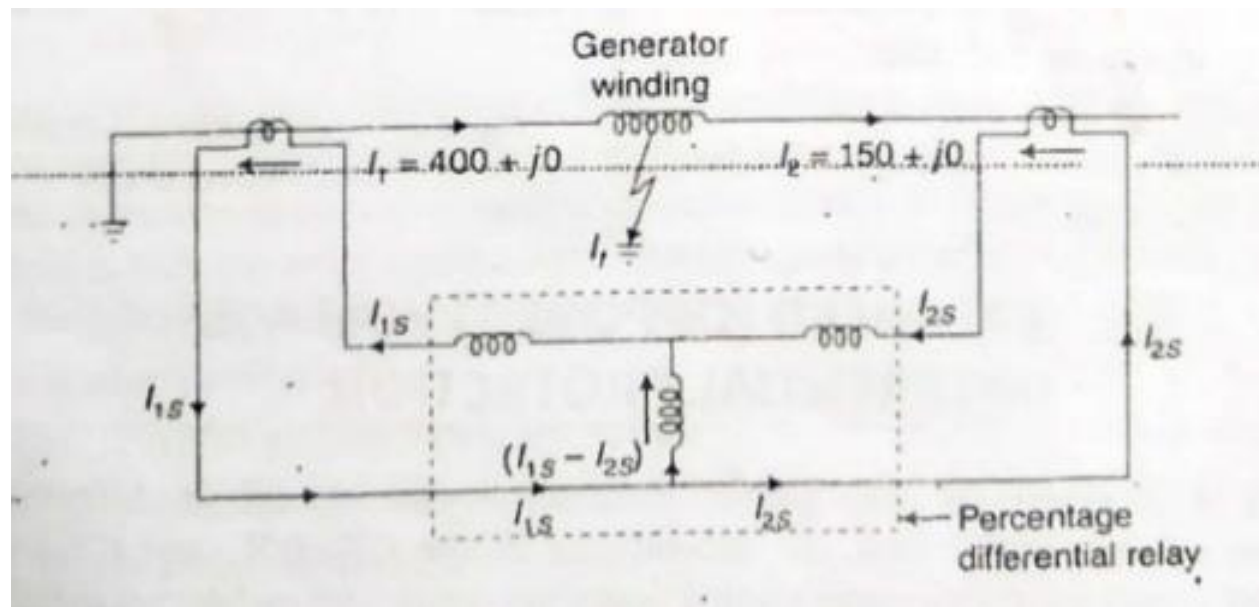 Generator
winding
I₁ = 400 + j0
I₂ = 150 + j0
I_f
I₁S
I₂S
I₂S
I₁S
(I₁S − I₂S)
I₁S
I₂S
Percentage
differential relay